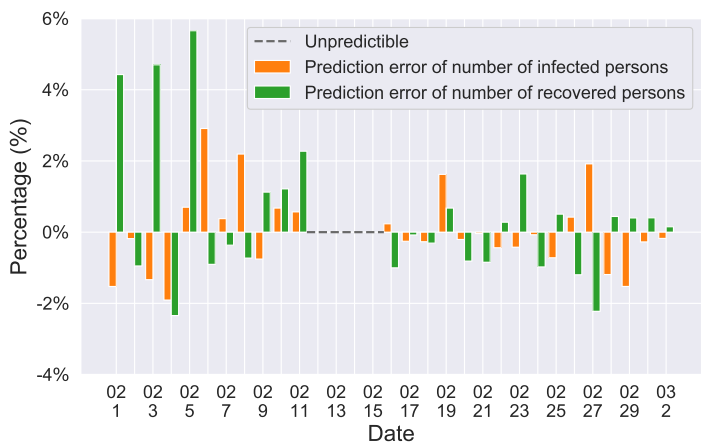 6%
4%
2%
0%
-2%
-4%
Percentage (%)
Unpredictible
Prediction error of number of infected persons
Prediction error of number of recovered persons
02 02 02 02 02 02 02 02 02 02 02 02 02 02 02 03
1 3 5 7 9 11 13 15 17 19 21 23 25 27 29 2
Date